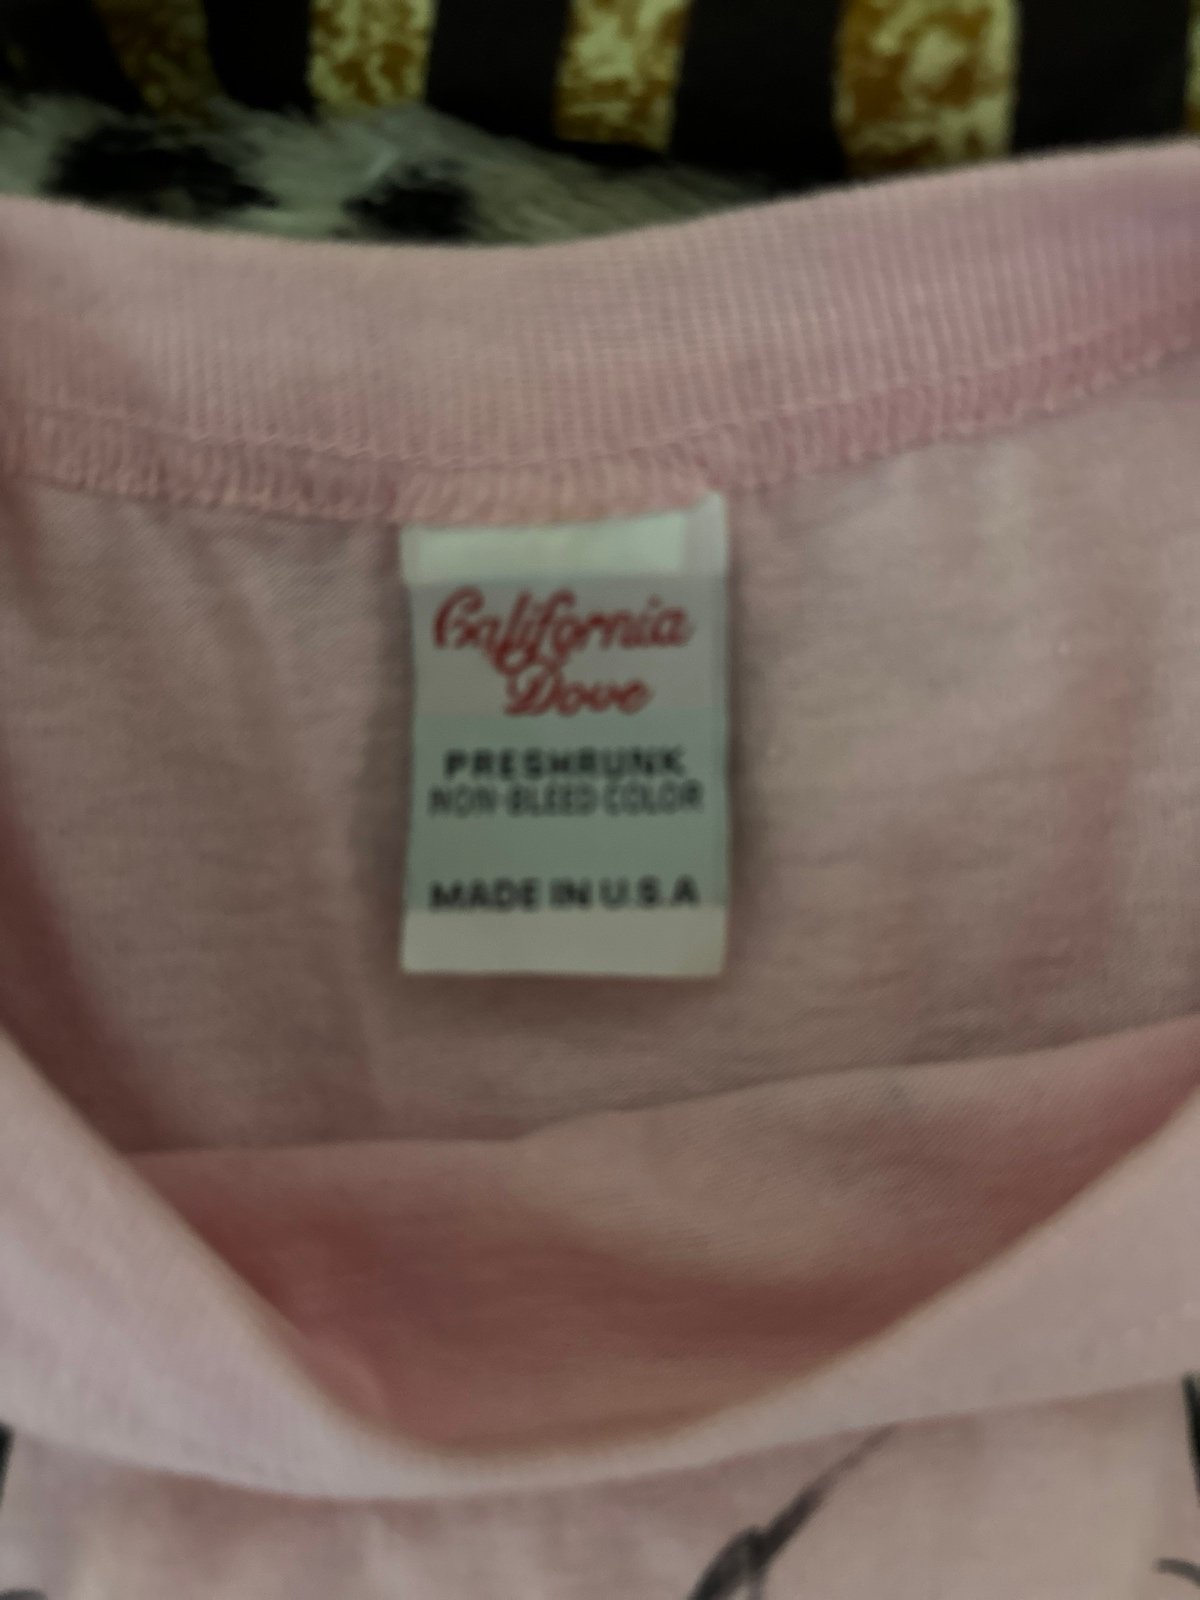 California
Dove
PRESHRUNK
NON-BLEED COLOR
MADE IN U.S.A